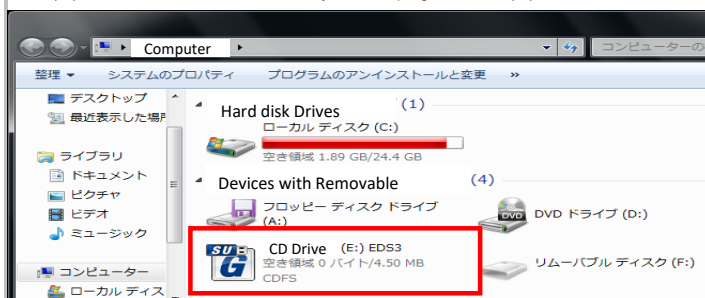 Computer
コンピューターの
整理 システムのプロパティ プログラムのアンインストールと変更 »
デスクトップ
最近表示した場所
ライブラリ
ドキュメント
ピクチャ
ビデオ
ミュージック
コンピューター
ローカル ディス
Hard disk Drives (1)
ローカル ディスク (C:)
空き領域 1.89 GB/24.4 GB
Devices with Removable (4)
フロッピー ディスク ドライブ
(A:)
DVD
DVD ドライブ (D:)
SU
G
CD Drive (E:) EDS3
空き領域 0 バイト/4.50 MB
CDFS
リムーバブル ディスク (F:)